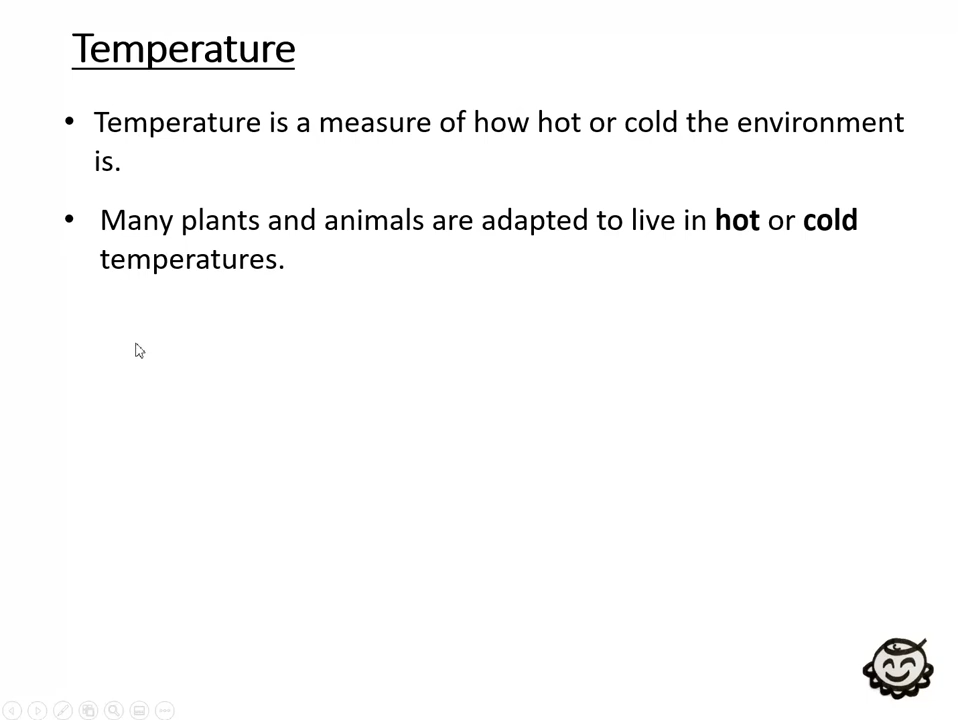 Temperature
• Temperature is a measure of how hot or cold the environment
is.
• Many plants and animals are adapted to live in hot or cold
temperatures.